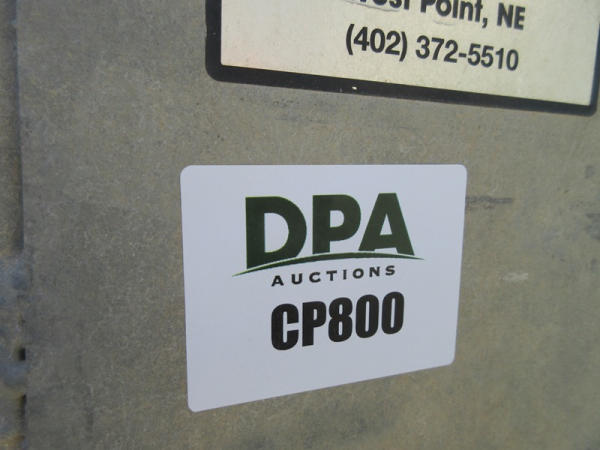 Point, NE
(402) 372-5510
DPA
AUCTIONS
CP800